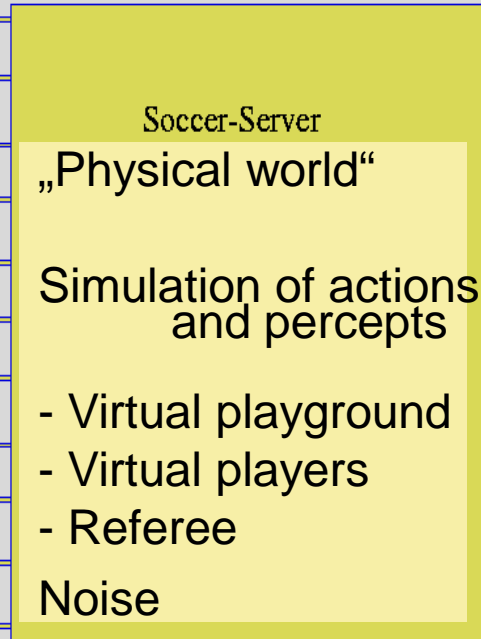 Soccer-Server
„Physical world“
Simulation of actions
and percepts
- Virtual playground
- Virtual players
- Referee
Noise